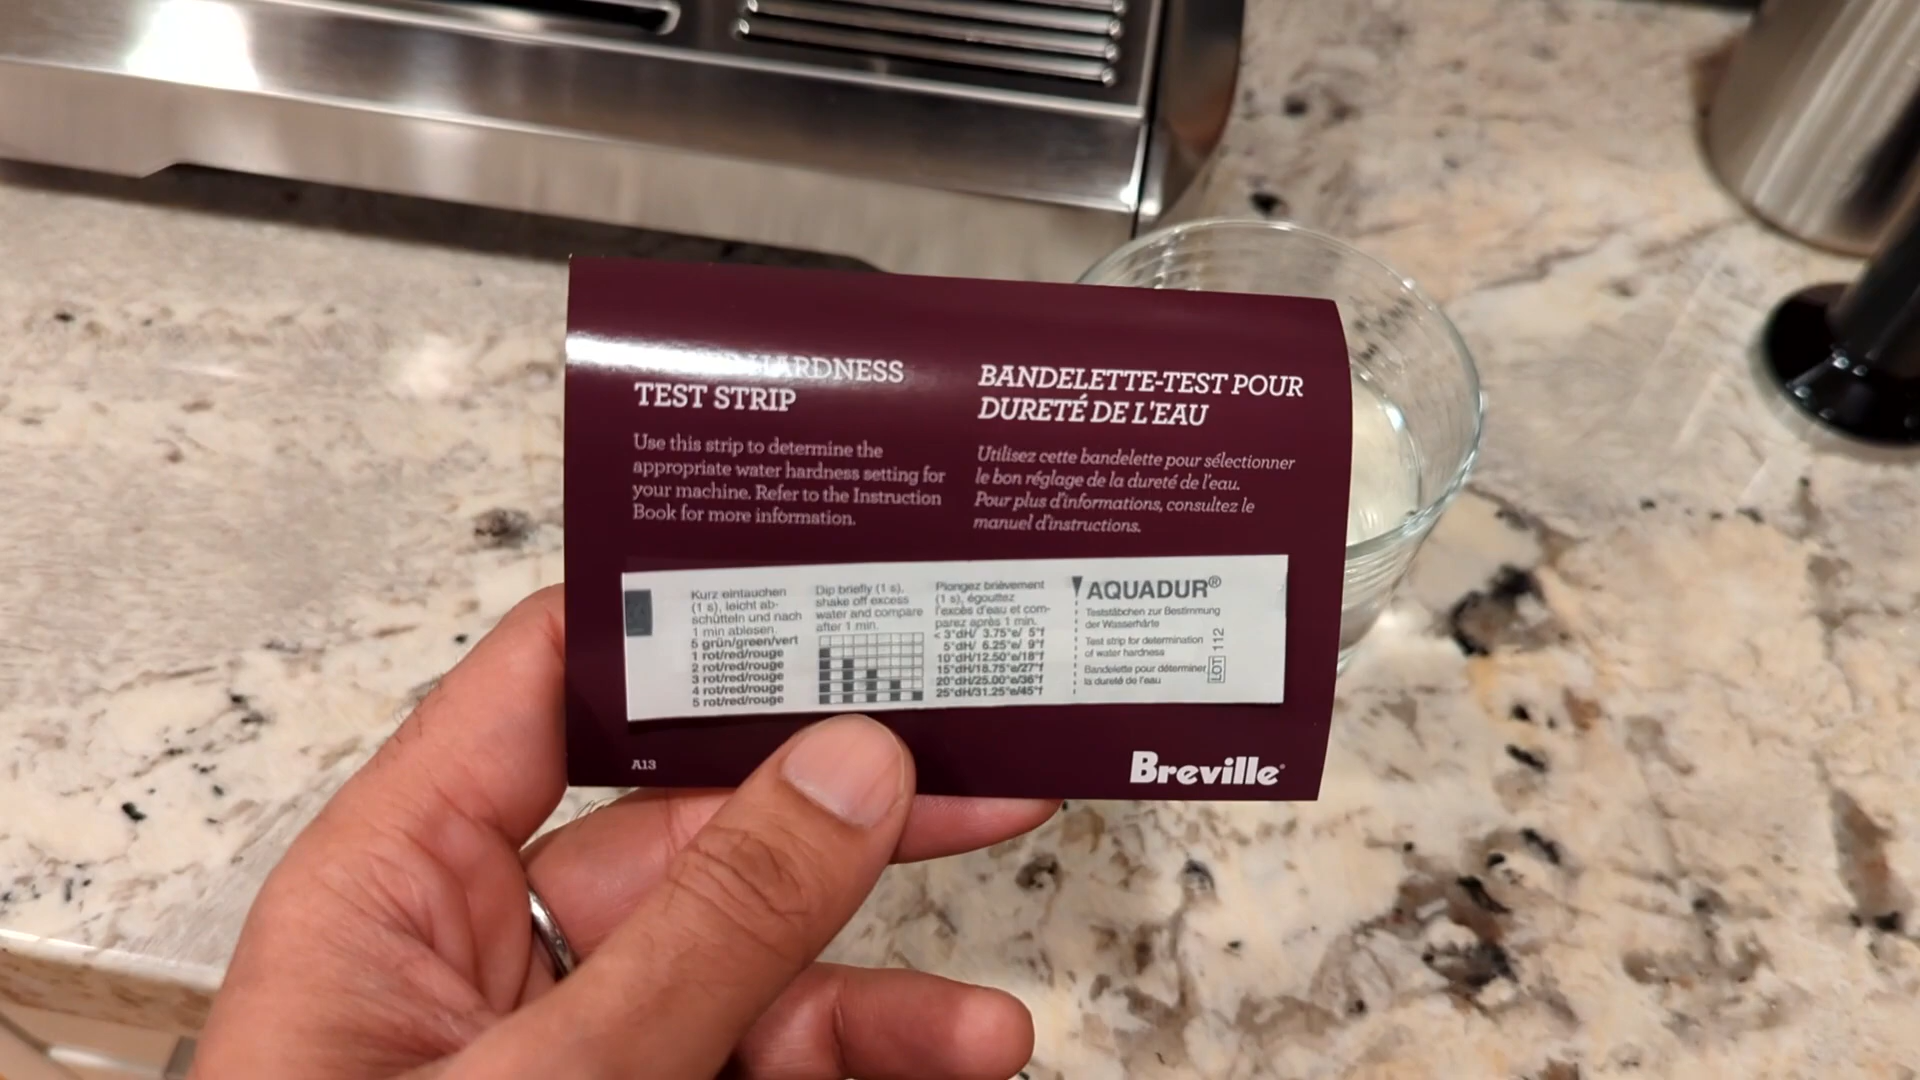 HARDNESS
TEST STRIP
Use this strip to determine the
appropriate water hardness setting for
your machine. Refer to the Instruction
Book for more information.
BANDELETTE-TEST POUR
DURETÉ DE L'EAU
Utilisez cette bandelette pour sélectionner
le bon réglage de la dureté de l'eau.
Pour plus d'informations, consultez le
manuel d'instructions.
Kurz eintauchen
(1 s), leicht ab-
schütteln und nach
1 min ablesen.
5 grün/green/vert
1 rot/red/rouge
2 rot/red/rouge
3 rot/red/rouge
4 rot/red/rouge
5 rot/red/rouge
Dip briefly (1 s),
shake off excess
water and compare
after 1 min.
Plongez brièvement
(1 s), égouttez
l'excès d'eau et com-
parez après 1 min.
< 3°dH/ 3.75°e/ 5°f
5°dH/ 6.25°e/ 9°f
10°dH/12.50°e/18°f
15°dH/18.75°e/27°f
20°dH/25.00°e/36°f
25°dH/31.25°e/45°f
AQUADUR®
Teststäbchen zur Bestimmung
der Wasserhärte
Test strip for determination
of water hardness
Bandelette pour déterminer
la dureté de l'eau
LOT 112
A13
Breville